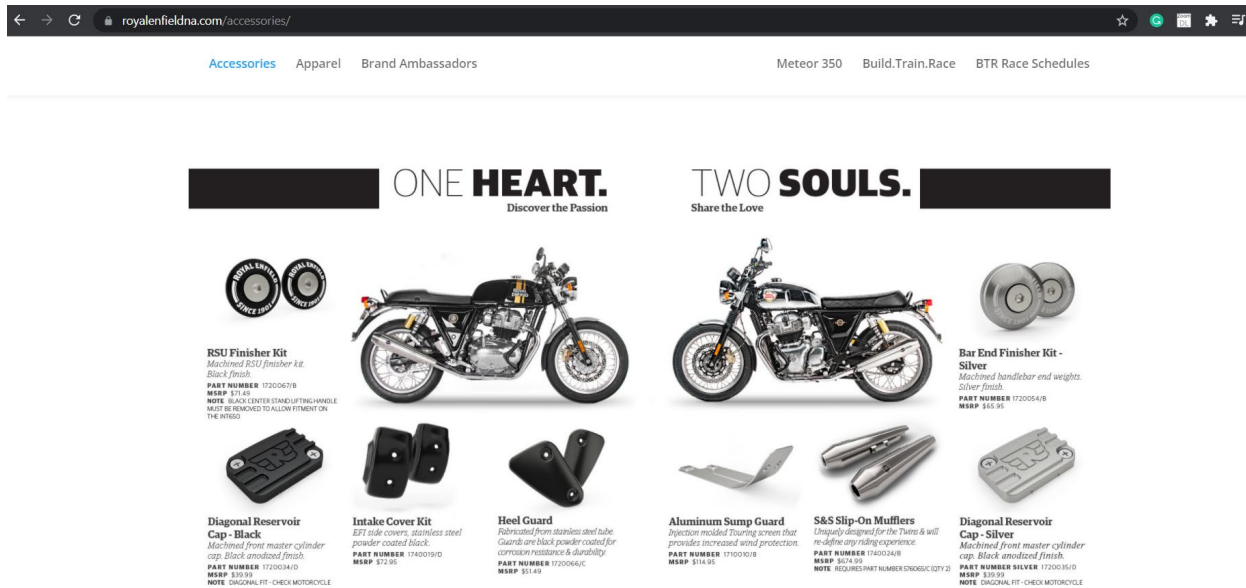 royalenfieldna.com/accessories/
Accessories Apparel Brand Ambassadors Meteor 350 Build.Train.Race BTR Race Schedules
ONE HEART.
Discover the Passion
TWO SOULS.
Share the Love
ROYAL ENFIELD
SINCE 1901
ROYAL ENFIELD
SINCE 1901
RSU Finisher Kit
Machined RSU finisher kit.
Black finish.
PART NUMBER 1720067/B
MSRP $71.49
NOTE BLACK CENTER STAND LIFTING HANDLE
MUST BE REMOVED TO ALLOW FITMENT ON
THE INT650
Bar End Finisher Kit -
Silver
Machined handlebar end weights.
Silver finish.
PART NUMBER 1720054/B
MSRP $65.95
Diagonal Reservoir
Cap - Black
Machined front master cylinder
cap. Black anodized finish.
PART NUMBER 1720034/D
MSRP $39.99
NOTE DIAGONAL FIT - CHECK MOTORCYCLE
Intake Cover Kit
EFI side covers, stainless steel
powder coated black.
PART NUMBER 1740019/D
MSRP $72.95
Heel Guard
Fabricated from stainless steel tube.
Guards are black powder coated for
corrosion resistance & durability.
PART NUMBER 1720066/C
MSRP $51.49
Aluminum Sump Guard
Injection molded Touring screen that
provides increased wind protection.
PART NUMBER 1710010/B
MSRP $114.95
S&S Slip-On Mufflers
Uniquely designed for the Twins & will
re-define any riding experience.
PART NUMBER 1740024/B
MSRP $674.99
NOTE REQUIRES PART NUMBER 576065/C (QTY 2)
Diagonal Reservoir
Cap - Silver
Machined front master cylinder
cap. Black anodized finish.
PART NUMBER SILVER 1720035/D
MSRP $39.99
NOTE DIAGONAL FIT - CHECK MOTORCYCLE